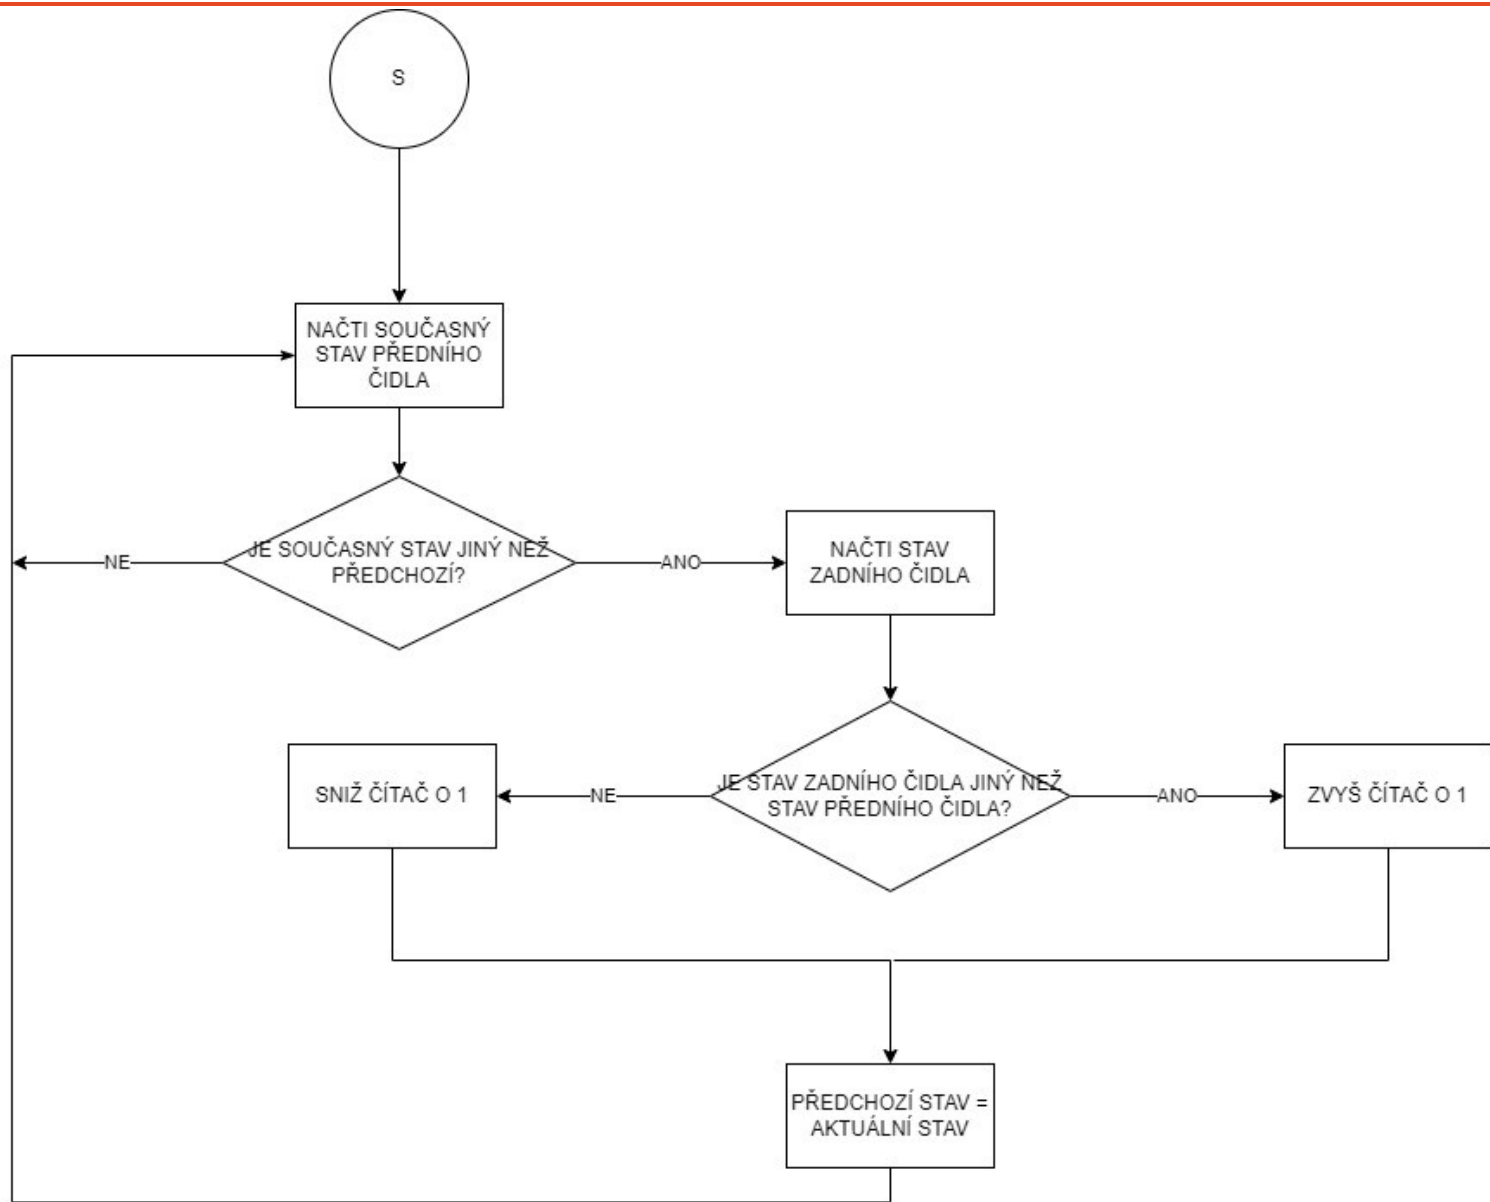 S
NAČTI SOUČASNÝ
STAV PŘEDNÍHO
ČIDLA
JE SOUČASNÝ STAV JINÝ NEŽ
PŘEDCHOZÍ?
NE
ANO
NAČTI STAV
ZADNÍHO ČIDLA
JE STAV ZADNÍHO ČIDLA JINÝ NEŽ
STAV PŘEDNÍHO ČIDLA?
NE
ANO
SNIŽ ČÍTAČ O 1
ZVYŠ ČÍTAČ O 1
PŘEDCHOZÍ STAV =
AKTUÁLNÍ STAV